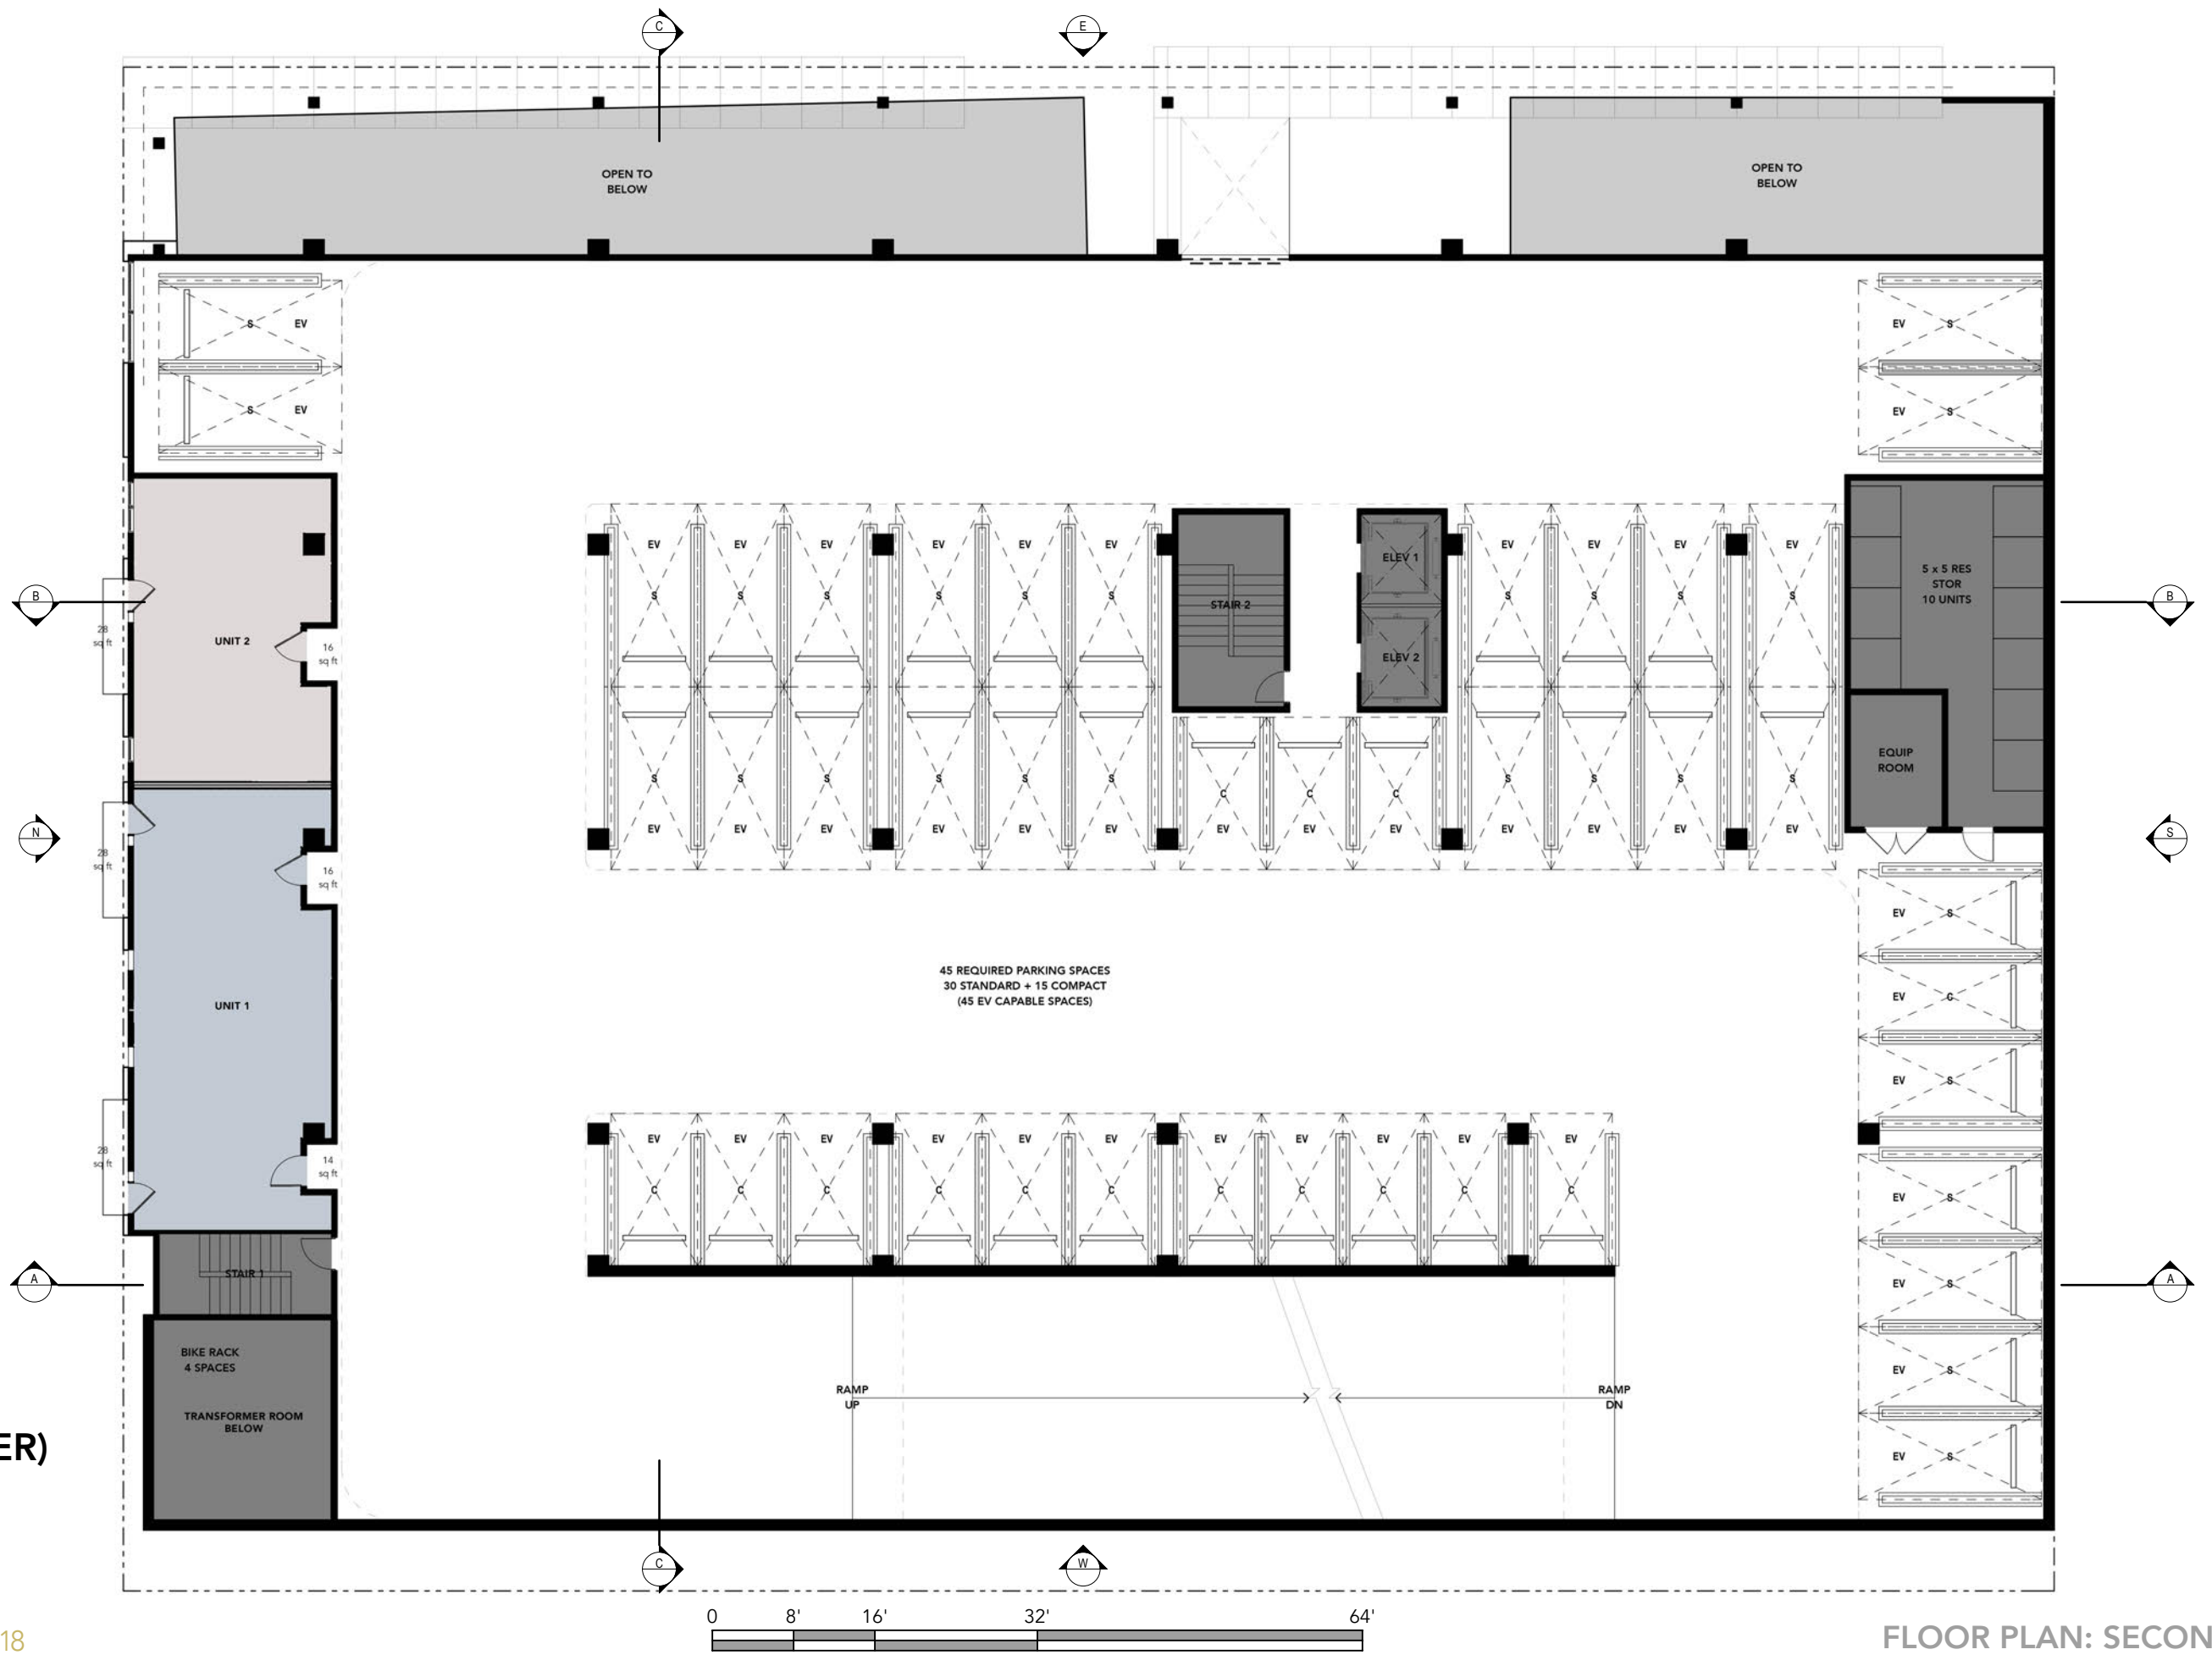 C
E
OPEN TO
BELOW
OPEN TO
BELOW
S EV
EV S
S EV
EV S
EV EV EV EV EV EV EV EV EV EV
ELEV 1
5 x 5 RES
STOR
10 UNITS
B
B
S S S S S S S S S S
STAIR 2
28
sq ft
UNIT 2
16
sq ft
ELEV 2
EQUIP
ROOM
S S S S S S S S S S
C C C
EV EV EV EV EV EV EV EV EV EV EV EV EV
N
S
28
sq ft
16
sq ft
EV S
45 REQUIRED PARKING SPACES
30 STANDARD + 15 COMPACT
(45 EV CAPABLE SPACES)
UNIT 1
EV C
EV S
EV EV EV EV EV EV EV EV EV EV EV
28
sq ft
14
sq ft
C C C C C C C C C C C
EV S
STAIR 1
A
A
EV S
BIKE RACK
4 SPACES
EV S
RAMP
UP
RAMP
DN
TRANSFORMER ROOM
BELOW
ER)
EV S
C
W
0 8' 16' 32' 64'
18
FLOOR PLAN: SECON